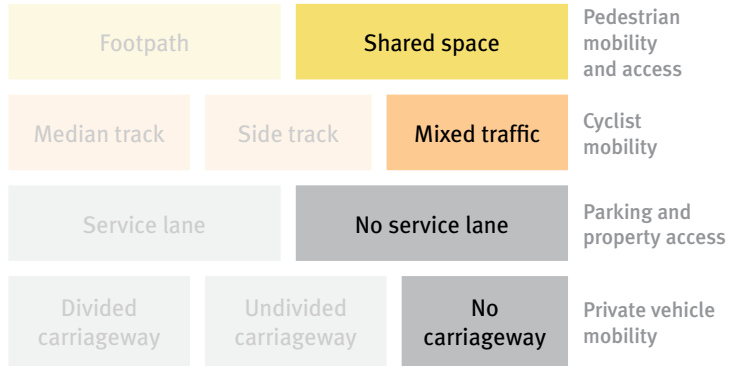 Footpath
Shared space
Pedestrian
mobility
and access
Median track
Side track
Mixed traffic
Cyclist
mobility
Service lane
No service lane
Parking and
property access
Divided
carriageway
Undivided
carriageway
No
carriageway
Private vehicle
mobility